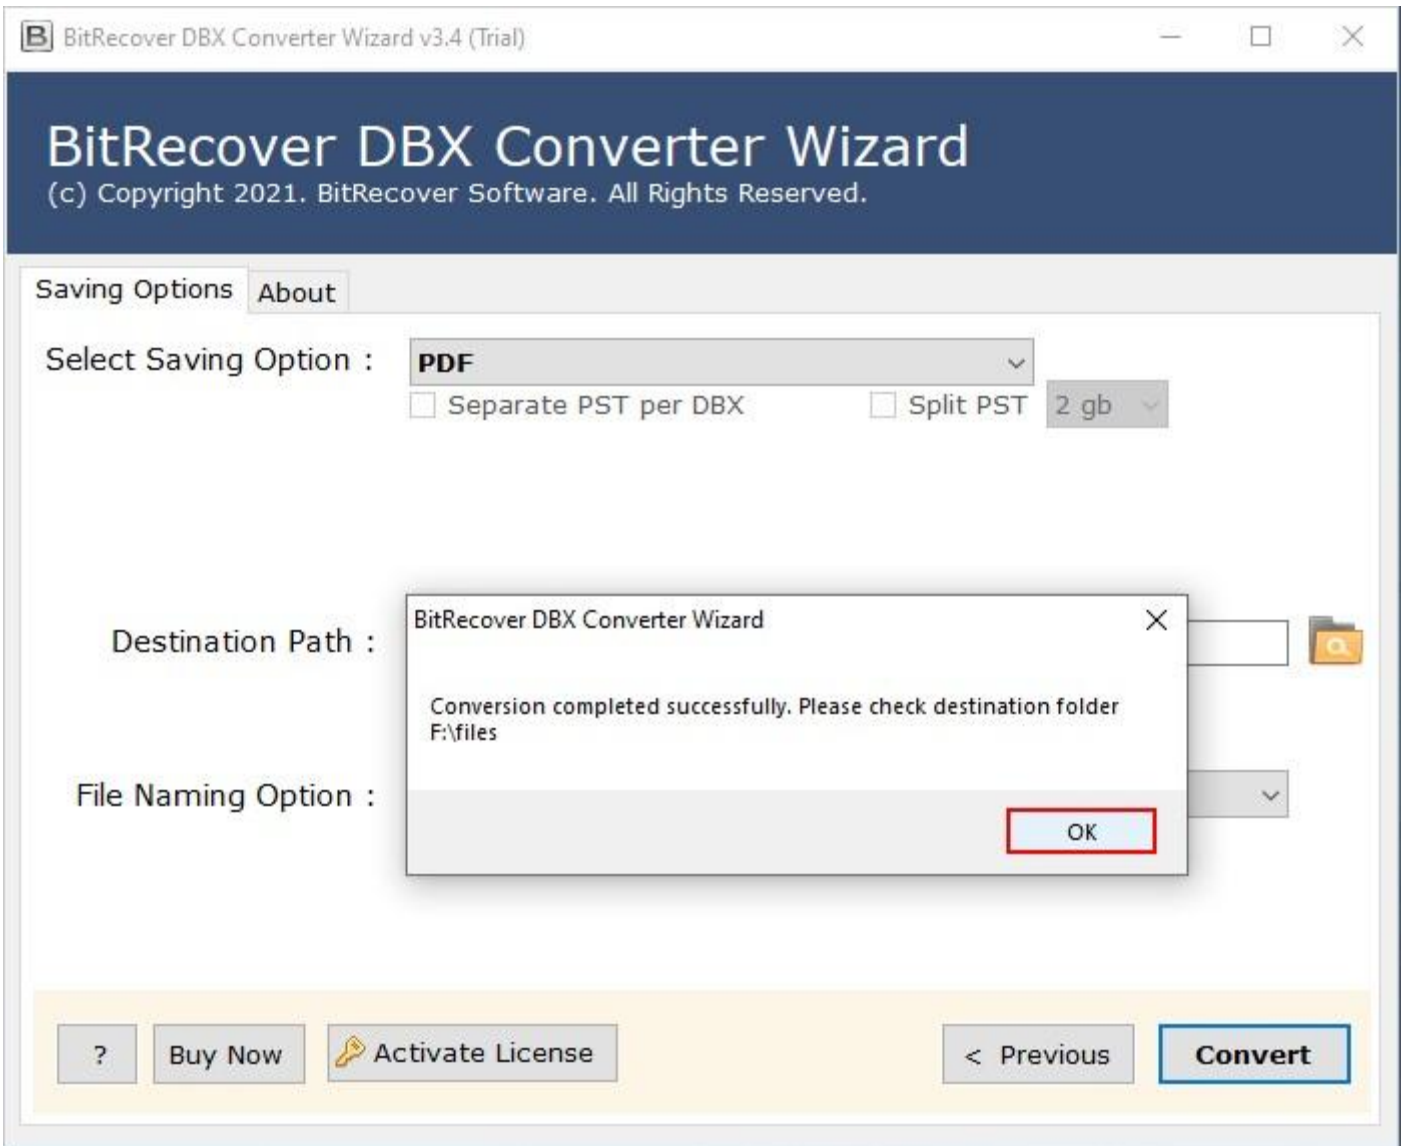 BitRecover DBX Converter Wizard v3.4 (Trial)
BitRecover DBX Converter Wizard
(c) Copyright 2021. BitRecover Software. All Rights Reserved.
Saving Options About
Select Saving Option : PDF
Separate PST per DBX Split PST 2 gb
Destination Path :
BitRecover DBX Converter Wizard
Conversion completed successfully. Please check destination folder
F:\files
File Naming Option :
OK
? Buy Now Activate License < Previous Convert